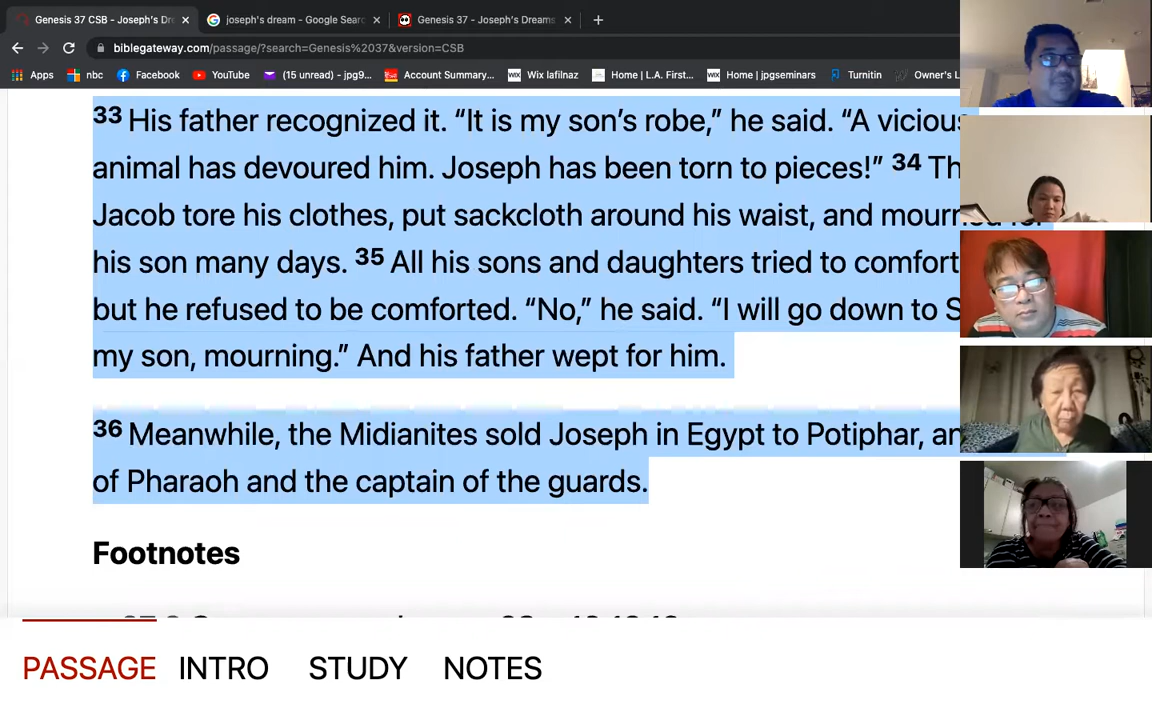 Genesis 37 CSB - Joseph's Dre
joseph's dream - Google Searc
Genesis 37 - Joseph's Dreams
biblegateway.com/passage/?search=Genesis%2037&version=CSB
Apps
nbc
Facebook
YouTube
(15 unread) - jpg9...
Account Summary...
WIX
Wix lafilnaz
Home | L.A. First...
WIX
Home | jpgseminars
Turnitin
Owner's L
33 His father recognized it. “It is my son’s robe,” he said. “A vicious
animal has devoured him. Joseph has been torn to pieces!” 34 Th
Jacob tore his clothes, put sackcloth around his waist, and mourned for
his son many days. 35 All his sons and daughters tried to comfort
but he refused to be comforted. “No,” he said. “I will go down to S
my son, mourning.” And his father wept for him.
36 Meanwhile, the Midianites sold Joseph in Egypt to Potiphar, an
of Pharaoh and the captain of the guards.
Footnotes
PASSAGE INTRO STUDY NOTES